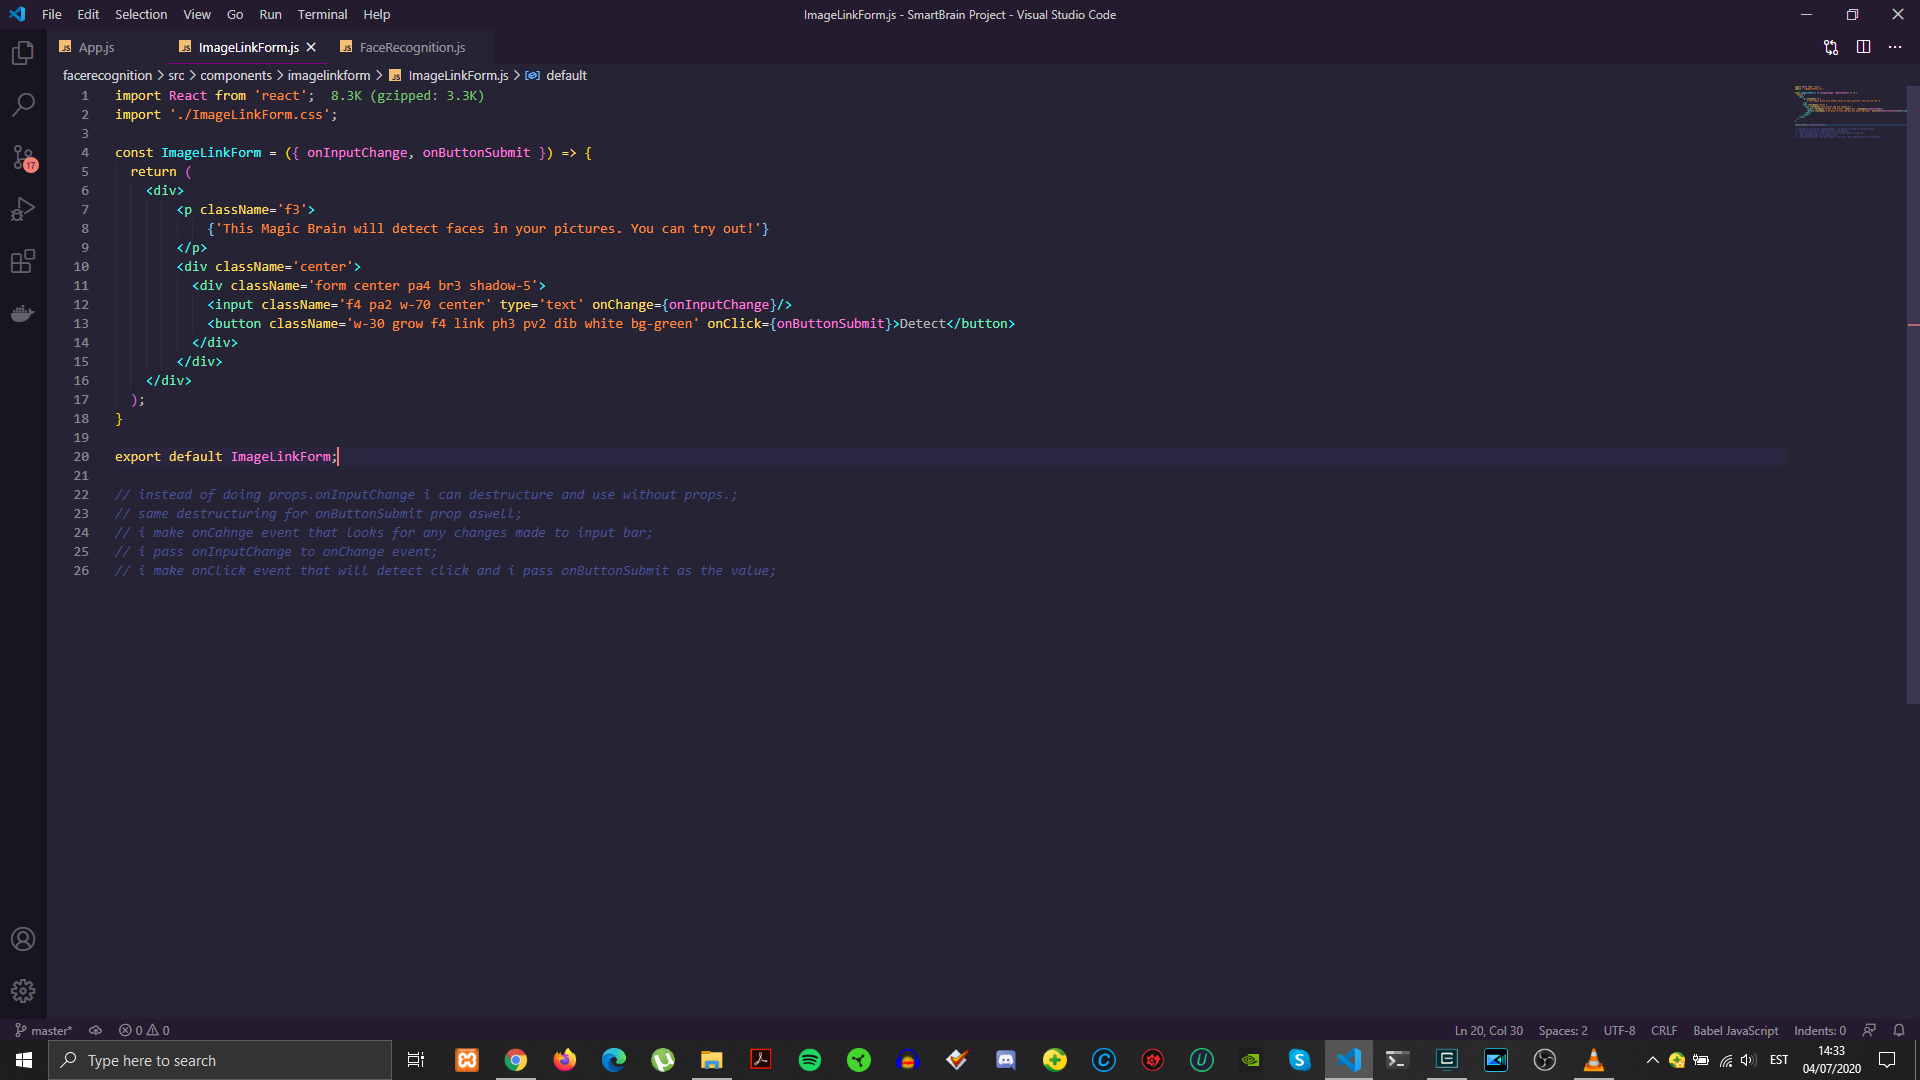 File Edit Selection View Go Run Terminal Help
ImageLinkForm.js - SmartBrain Project - Visual Studio Code
App.js ImageLinkForm.js FaceRecognition.js
facerecognition > src > components > imagelinkform > ImageLinkForm.js > default
1 import React from 'react'; 8.3K (gzipped: 3.3K)
2 import './ImageLinkForm.css';
3
4 const ImageLinkForm = ({ onInputChange, onButtonSubmit }) => {
5 return (
6 <div>
7 <p className='f3'>
8 {'This Magic Brain will detect faces in your pictures. You can try out!'}
9 </p>
10 <div className='center'>
11 <div className='form center pa4 br3 shadow-5'>
12 <input className='f4 pa2 w-70 center' type='text' onChange={onInputChange}/>
13 <button className='w-30 grow f4 link ph3 pv2 dib white bg-green' onClick={onButtonSubmit}>Detect</button>
14 </div>
15 </div>
16 </div>
17 );
18 }
19
20 export default ImageLinkForm;
21
22 // instead of doing props.onInputChange i can destructure and use without props.;
23 // same destructuring for onButtonSubmit prop aswell;
24 // i make onCahnge event that looks for any changes made to input bar;
25 // i pass onInputChange to onChange event;
26 // i make onClick event that will detect click and i pass onButtonSubmit as the value;
17
master* 0 0 Ln 20, Col 30 Spaces: 2 UTF-8 CRLF Babel JavaScript Indents: 0
Type here to search
EST
14:33
04/07/2020